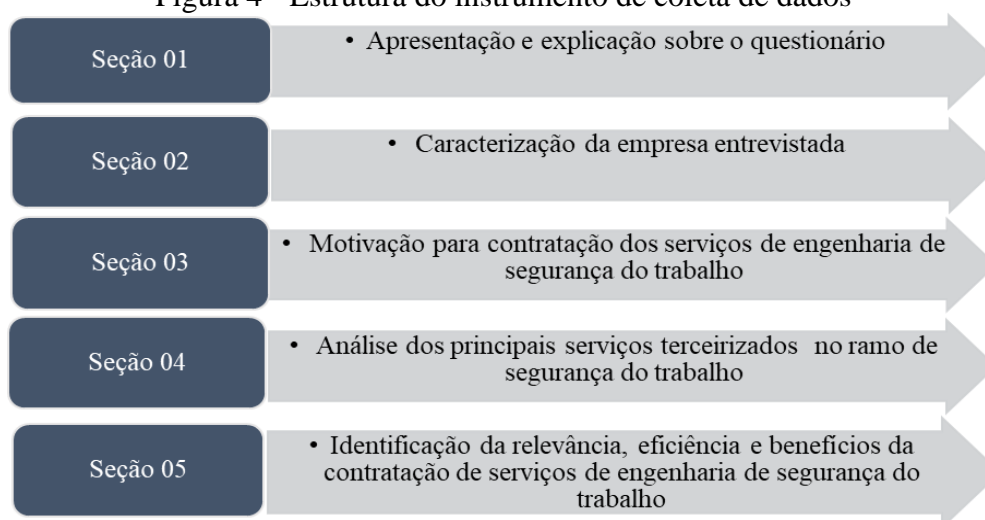 Figura 4 - Estrutura do instrumento de coleta de dados
Seção 01
• Apresentação e explicação sobre o questionário
Seção 02
• Caracterização da empresa entrevistada
Seção 03
• Motivação para contratação dos serviços de engenharia de
segurança do trabalho
Seção 04
• Análise dos principais serviços terceirizados no ramo de
segurança do trabalho
Seção 05
• Identificação da relevância, eficiência e benefícios da
contratação de serviços de engenharia de segurança do
trabalho